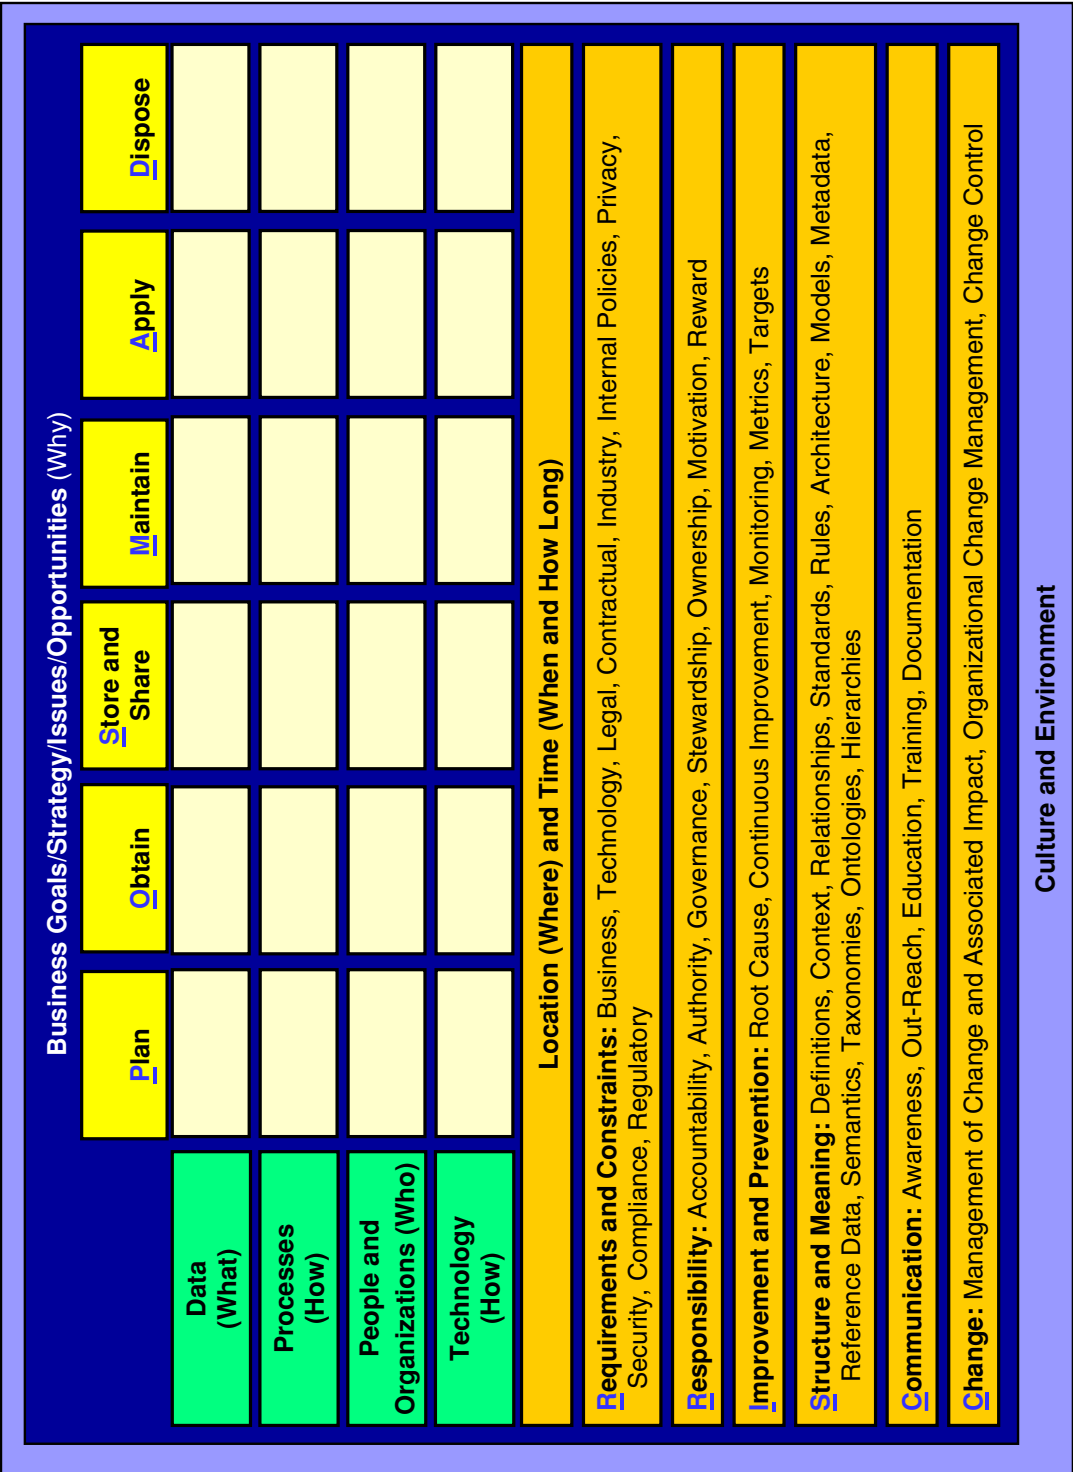 Business Goals/Strategy/Issues/Opportunities (Why)
Plan
Obtain
Store and
Share
Maintain
Apply
Dispose
Data
(What)
Processes
(How)
People and
Organizations (Who)
Technology
(How)
Location (Where) and Time (When and How Long)
Requirements and Constraints: Business, Technology, Legal, Contractual, Industry, Internal Policies, Privacy,
Security, Compliance, Regulatory
Responsibility: Accountability, Authority, Governance, Stewardship, Ownership, Motivation, Reward
Improvement and Prevention: Root Cause, Continuous Improvement, Monitoring, Metrics, Targets
Structure and Meaning: Definitions, Context, Relationships, Standards, Rules, Architecture, Models, Metadata,
Reference Data, Semantics, Taxonomies, Ontologies, Hierarchies
Communication: Awareness, Out-Reach, Education, Training, Documentation
Change: Management of Change and Associated Impact, Organizational Change Management, Change Control
Culture and Environment